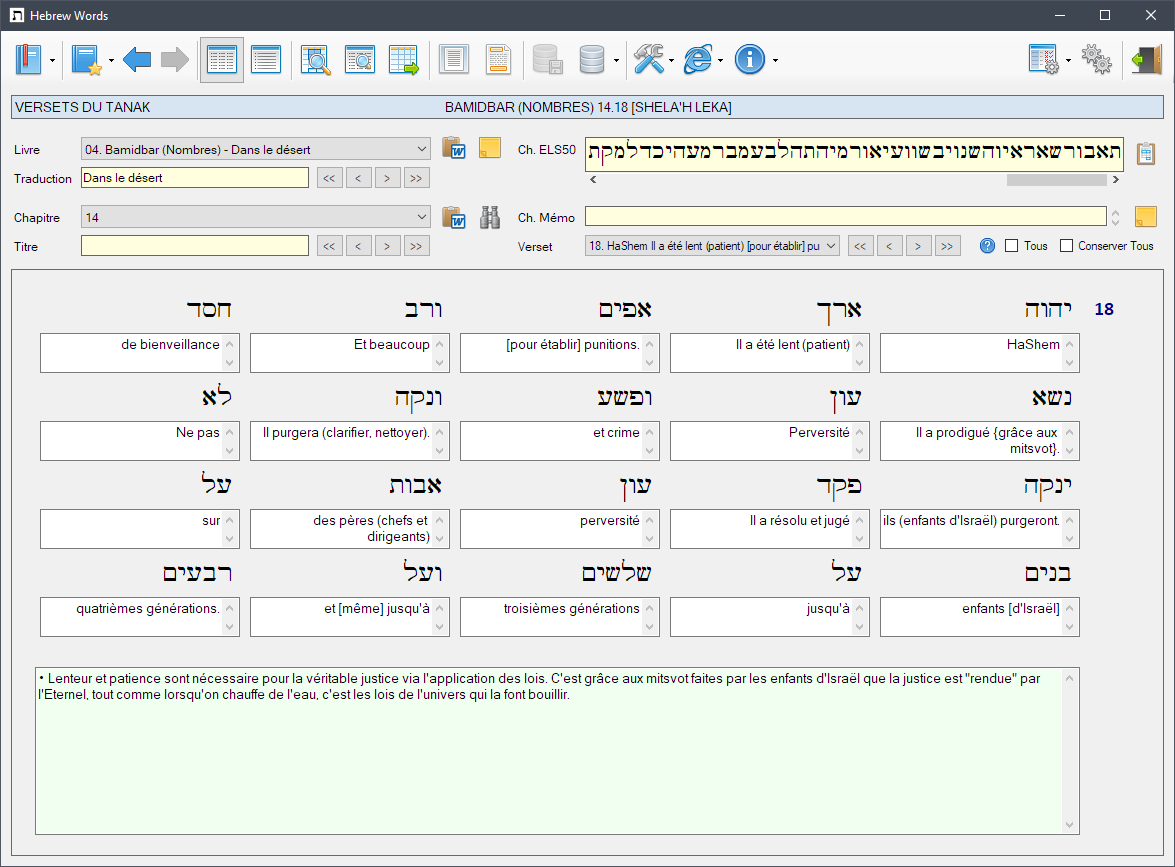 Hebrew Words
VERSETS DU TANAK BAMIDBAR (NOMBRES) 14.18 [SHELA'H LEKA]
Livre 04. Bamidbar (Nombres) - Dans le désert Ch. ELS50 תאבורשאראיוהשנויבשוועיאורמיהתהלבעמברמעהיכדלמקת
Traduction Dans le désert << < > >>
Chapitre 14 Ch. Mémo
Titre << < > >> Verset 18. HaShem Il a été lent (patient) [pour établir] pu << < > >> Tous Conserver Tous
18 יהוה ארך אפים ורב חסד
HaShem Il a été lent (patient) [pour établir] punitions. Et beaucoup de bienveillance
נשא עון ופשע ונקה לא
Il a prodigué {grâce aux mitsvot}. Perversité et crime Il purgera (clarifier, nettoyer). Ne pas
ינקה פקד עון אבות על
ils (enfants d'Israël) purgeront. Il a résolu et jugé perversité des pères (chefs et dirigeants) sur
בנים על שלשים ועל רבעים
enfants [d'Israël] jusqu'à troisièmes générations et [même] jusqu'à quatrièmes générations.
• Lenteur et patience sont nécessaire pour la véritable justice via l'application des lois. C'est grâce aux mitsvot faites par les enfants d'Israël que la justice est "rendue" par
l'Eternel, tout comme lorsqu'on chauffe de l'eau, c'est les lois de l'univers qui la font bouillir.